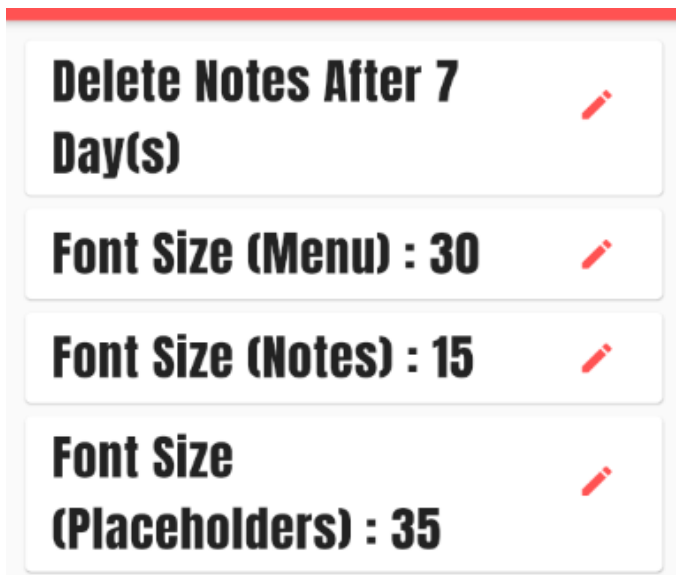 Delete Notes After 7
Day(s)
Font Size (Menu) : 30
Font Size (Notes) : 15
Font Size
(Placeholders) : 35